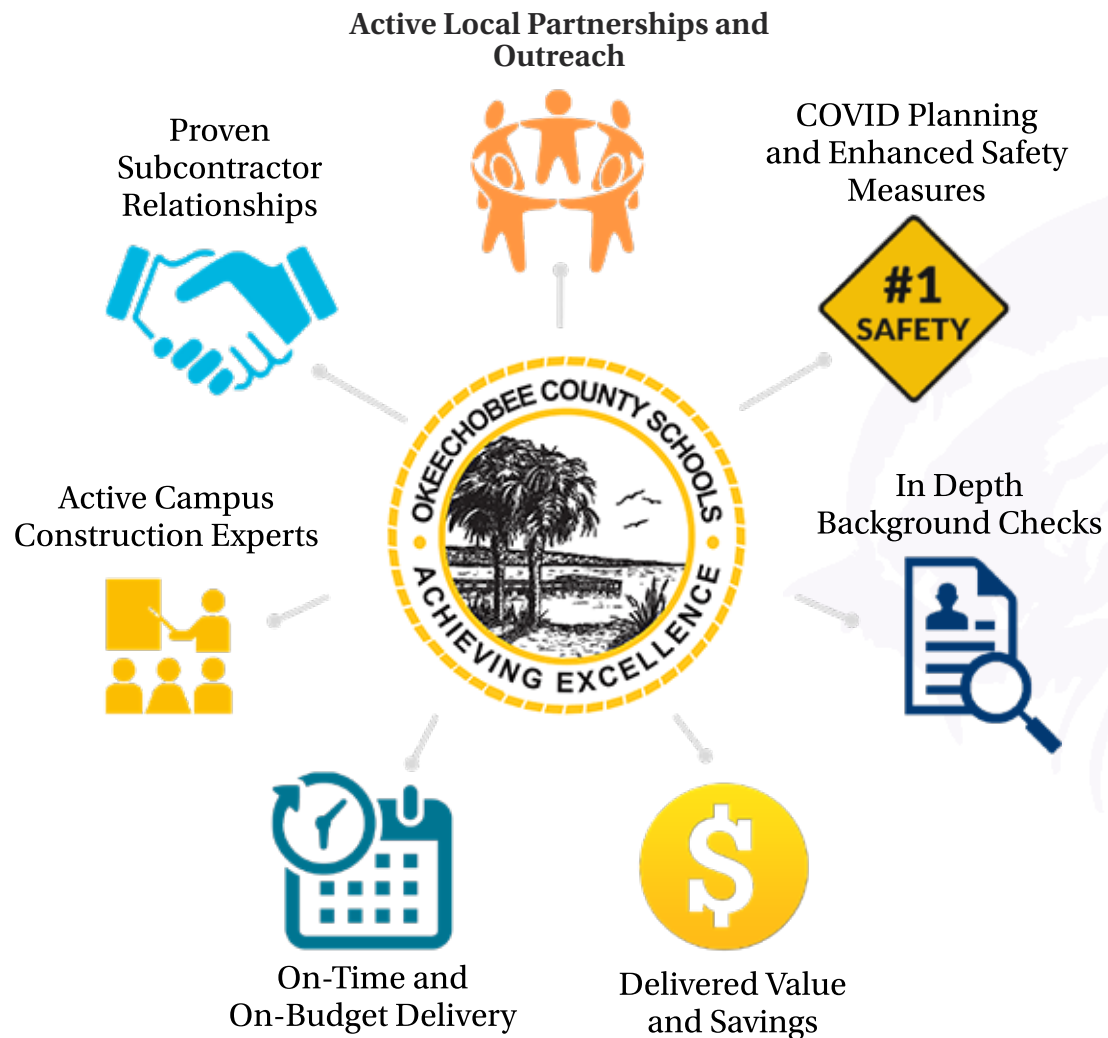 Active Local Partnerships and
Outreach
Proven
Subcontractor
Relationships
COVID Planning
and Enhanced Safety
Measures
#1
SAFETY
OKEECHOBEE COUNTY SCHOOLS
ACHIEVING EXCELLENCE
Active Campus
Construction Experts
In Depth
Background Checks
On-Time and
On-Budget Delivery
Delivered Value
and Savings